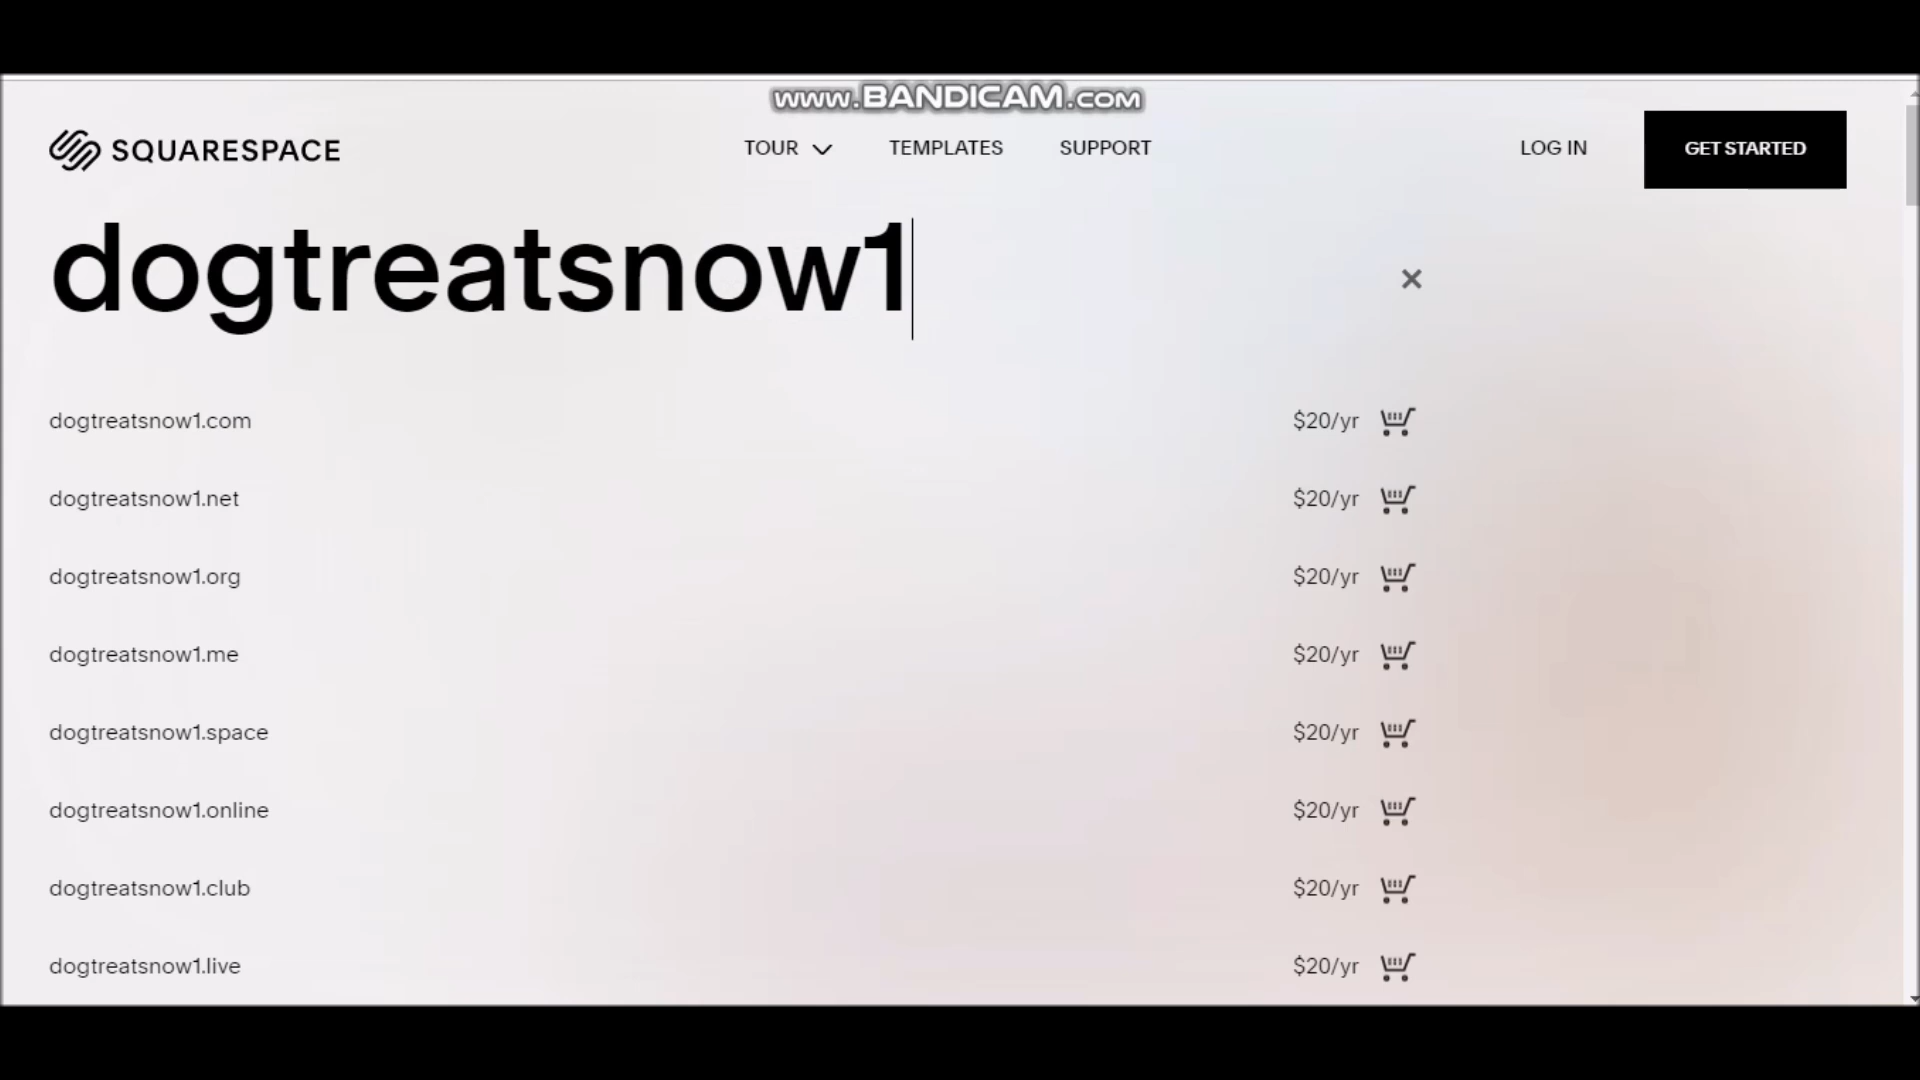 www.BANDICAM.com
SQUARESPACE TOUR TEMPLATES SUPPORT LOG IN GET STARTED
dogtreatsnow1
dogtreatsnow1.com $20/yr
dogtreatsnow1.net $20/yr
dogtreatsnow1.org $20/yr
dogtreatsnow1.me $20/yr
dogtreatsnow1.space $20/yr
dogtreatsnow1.online $20/yr
dogtreatsnow1.club $20/yr
dogtreatsnow1.live $20/yr